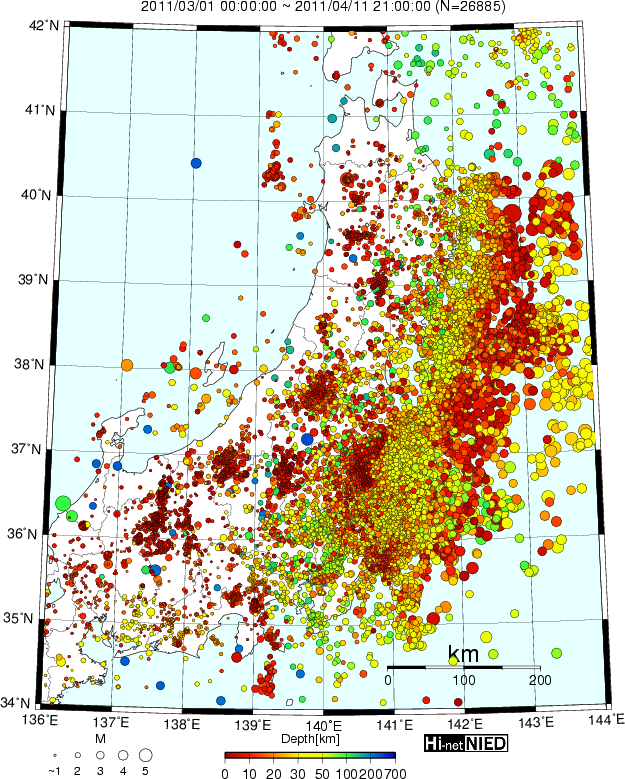 2011/03/01 00:00:00 ~ 2011/04/11 21:00:00 (N=26885)
42°N
41°N
40°N
39°N
38°N
37°N
36°N
35°N
34°N
km
0 100 200
136°E 137°E 138°E 139°E 140°E 141°E 142°E 143°E 144°E
M
~1 2 3 4 5
Depth[km]
0 10 20 30 50 100 200 700
Hi-net NIED